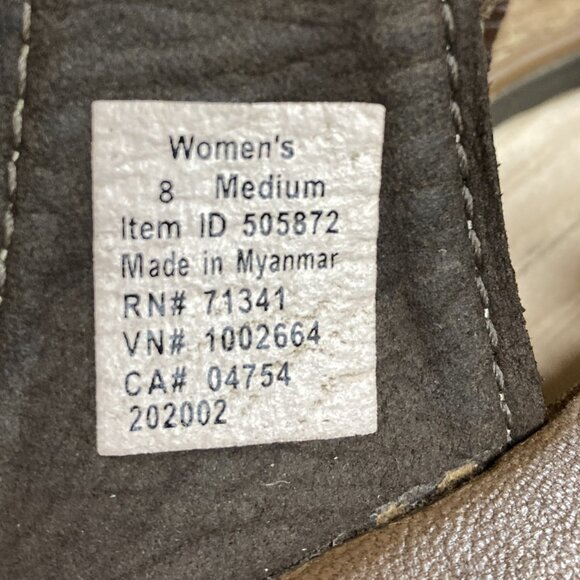 Women's
8 Medium
Item ID 505872
Made in Myanmar
RN# 71341
VN# 1002664
CA# 04754
202002